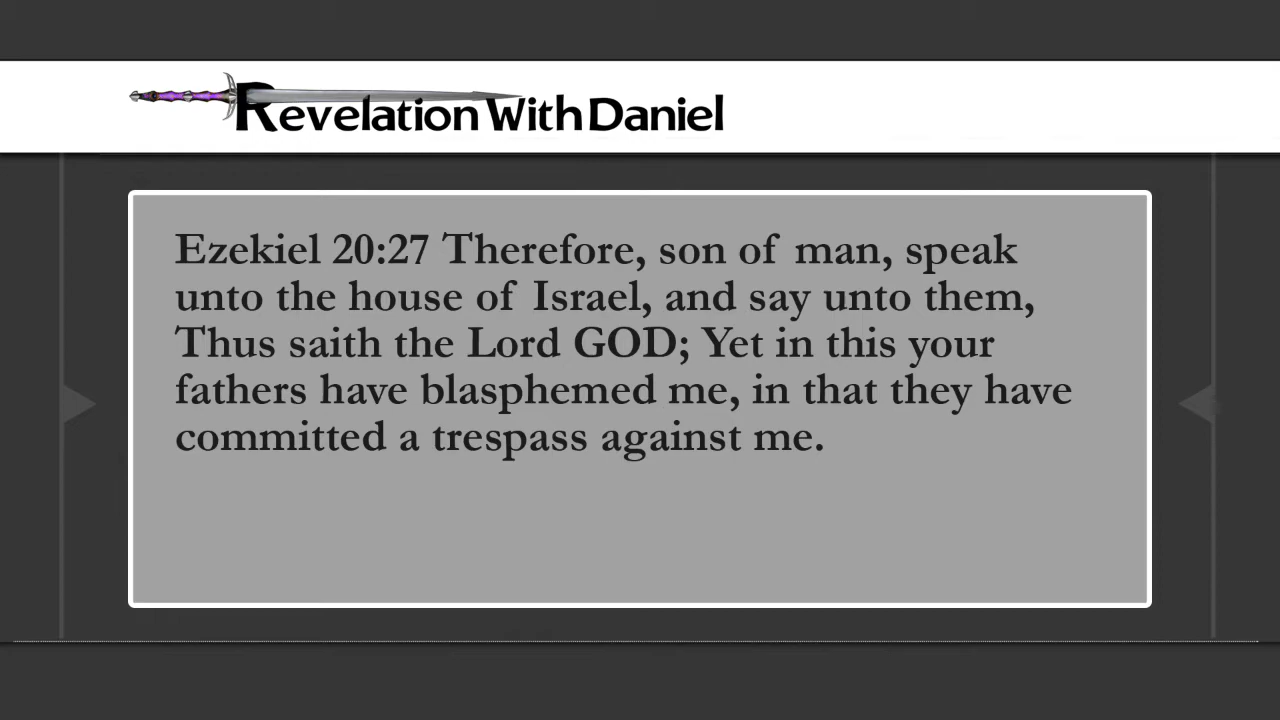 Revelation With Daniel
Ezekiel 20:27 Therefore, son of man, speak
unto the house of Israel, and say unto them,
Thus saith the Lord GOD; Yet in this your
fathers have blasphemed me, in that they have
committed a trespass against me.